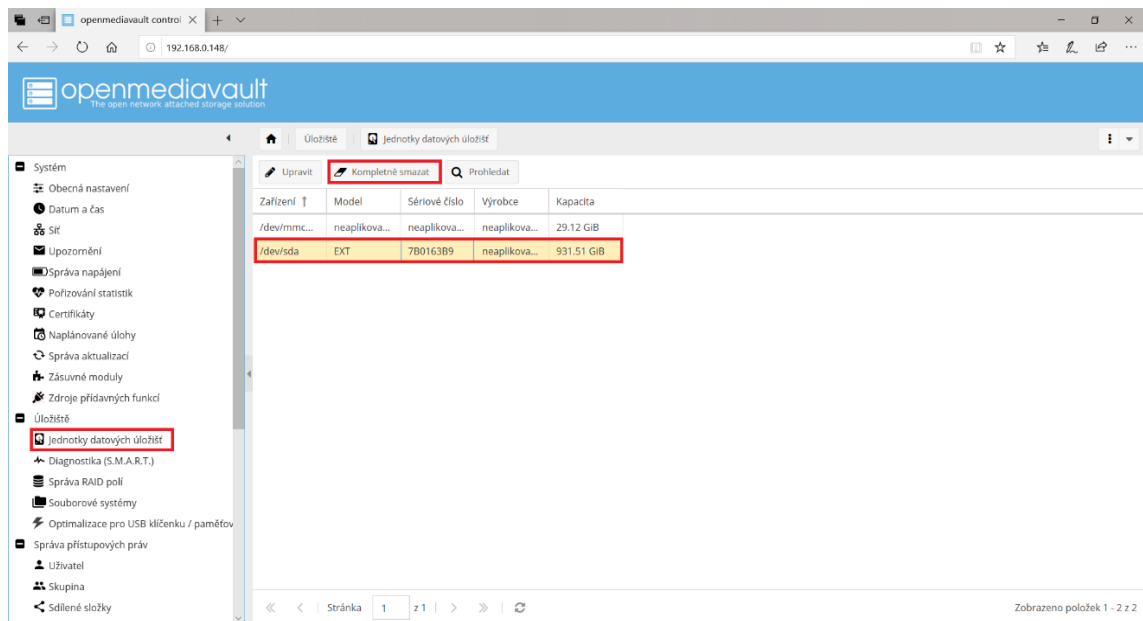 openmediavault control
192.168.0.148/
openmediavault
The open network attached storage solution
Úložiště
Jednotky datových úložišť
Systém
Obecná nastavení
Datum a čas
Síť
Upozornění
Správa napájení
Pořizování statistik
Certifikáty
Naplánované úlohy
Správa aktualizací
Zásuvné moduly
Zdroje přídavných funkcí
Úložiště
Jednotky datových úložišť
Diagnostika (S.M.A.R.T.)
Správa RAID polí
Souborové systémy
Optimalizace pro USB klíčenku / paměťov
Správa přístupových práv
Uživatel
Skupina
Sdílené složky
Upravit Kompletně smazat Prohledat
Zařízení Model Sériové číslo Výrobce Kapacita
/dev/mmc... neaplikova... neaplikova... neaplikova... 29.12 GiB
/dev/sda EXT 7B0163B9 neaplikova... 931.51 GiB
Stránka 1 z 1
Zobrazeno položek 1 - 2 z 2